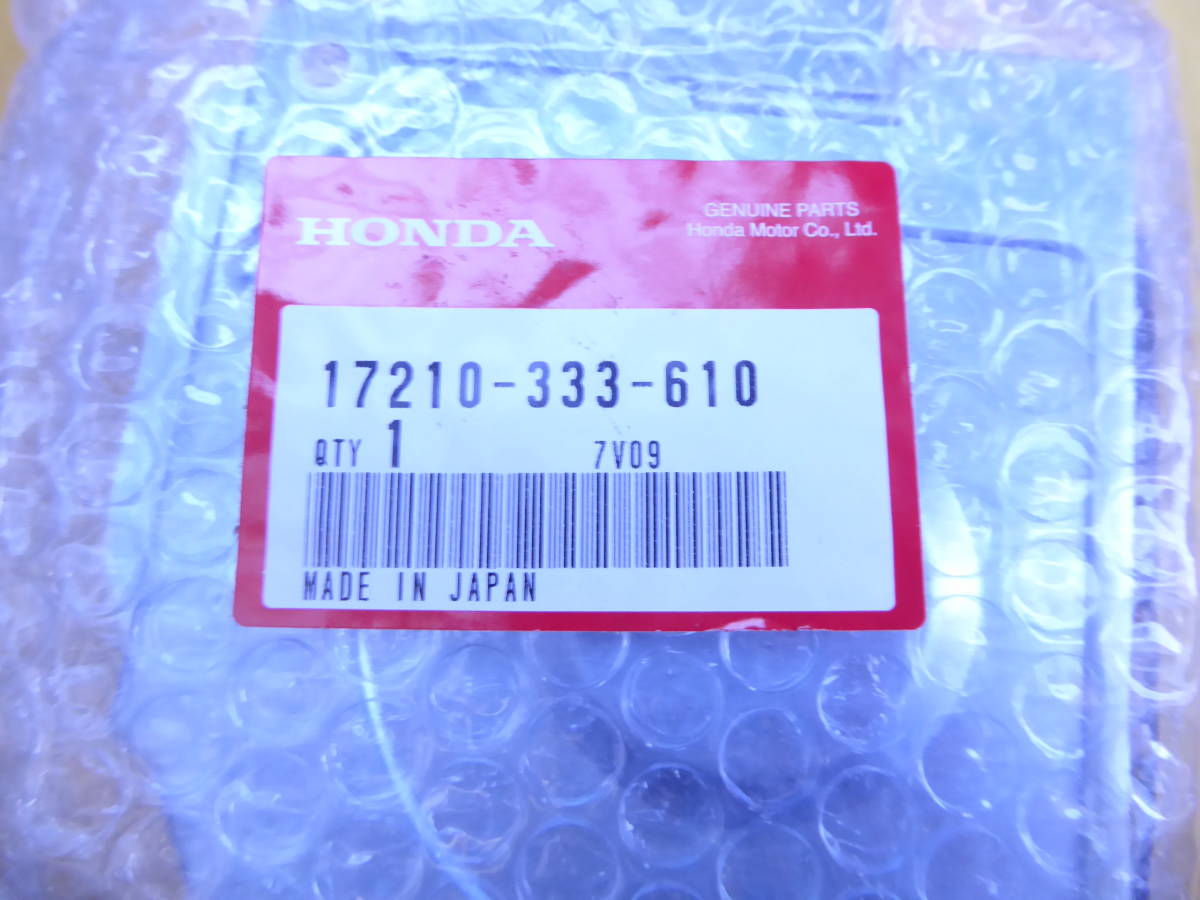 HONDA
GENUINE PARTS
Honda Motor Co., Ltd.
17210-333-610
QTY 1 7V09
MADE IN JAPAN